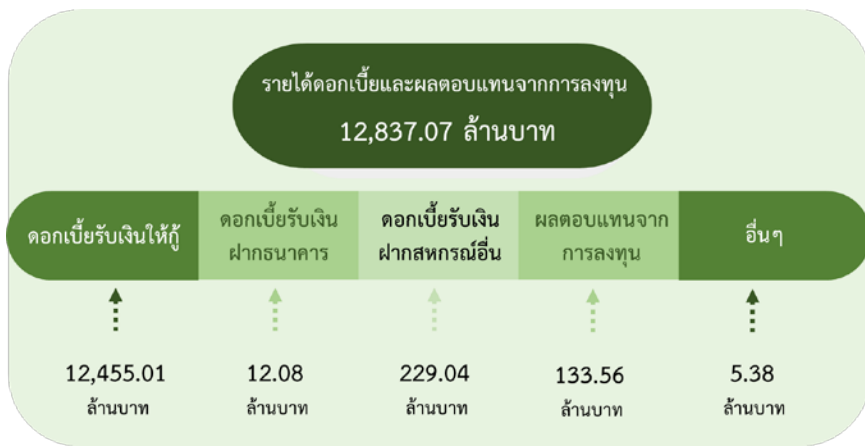 รายได้ดอกเบี้ยและผลตอบแทนจากการลงทุน
12,837.07 ล้านบาท
ดอกเบี้ยรับเงินให้กู้
ดอกเบี้ยรับเงิน
ฝากธนาคาร
ดอกเบี้ยรับเงิน
ฝากสหกรณ์อื่น
ผลตอบแทนจาก
การลงทุน
อื่นๆ
12,455.01
ล้านบาท
12.08
ล้านบาท
229.04
ล้านบาท
133.56
ล้านบาท
5.38
ล้านบาท